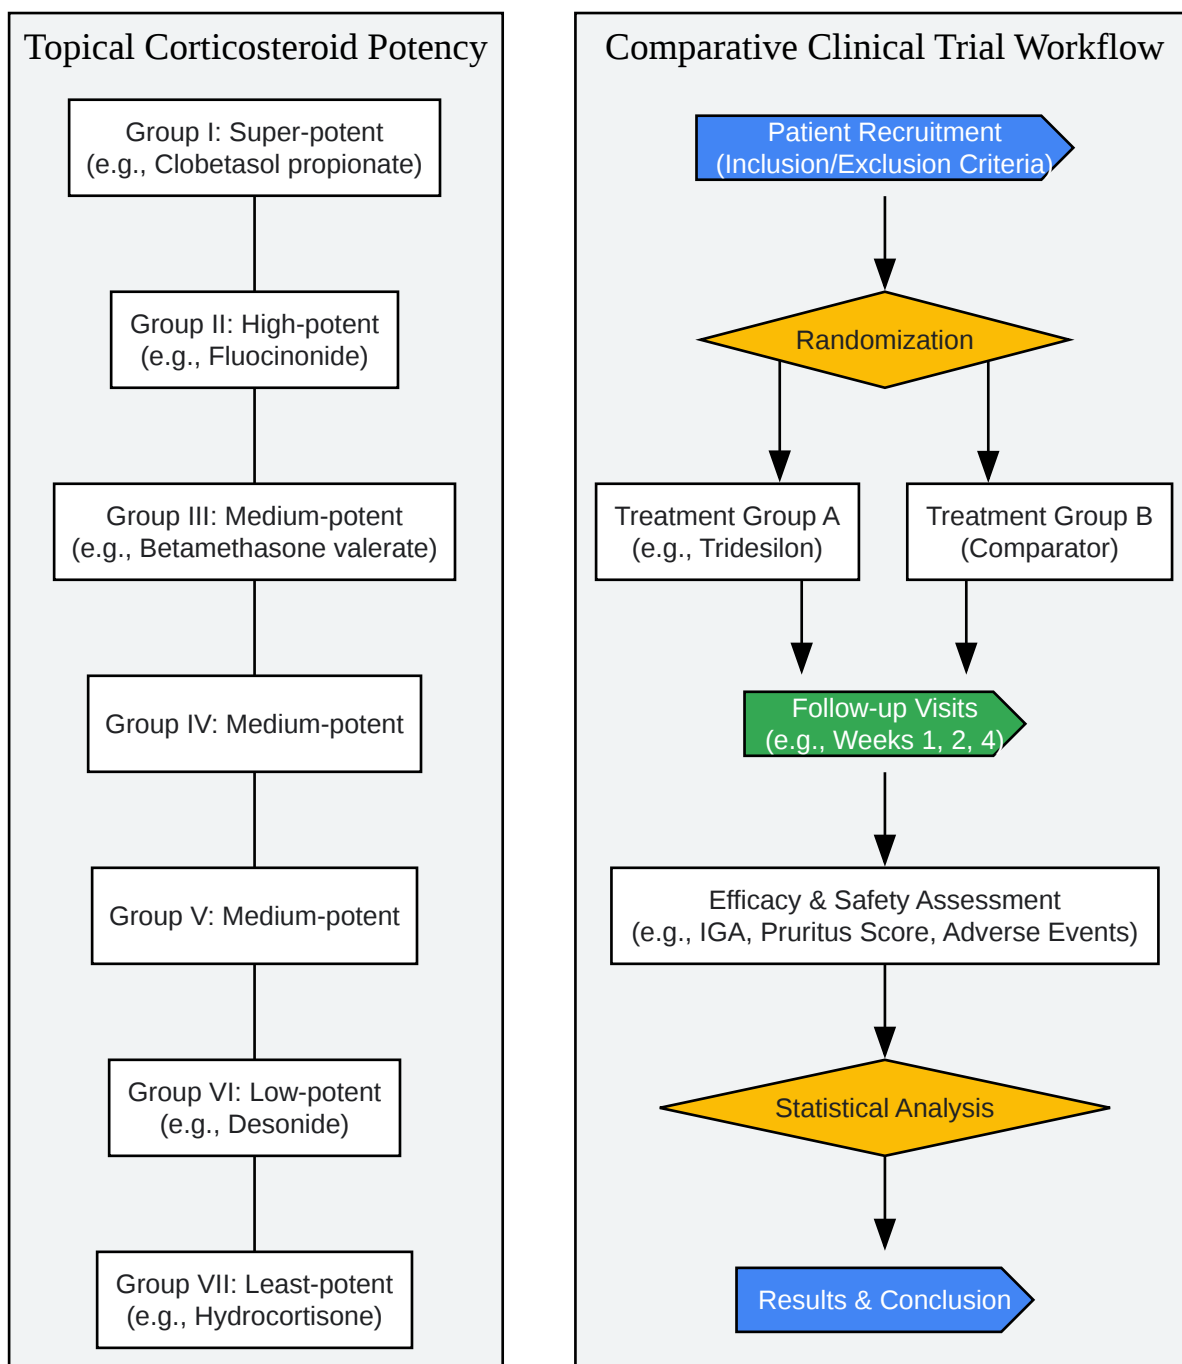 Topical Corticosteroid Potency
Group I: Super-potent
(e.g., Clobetasol propionate)
Group II: High-potent
(e.g., Fluocinonide)
Group III: Medium-potent
(e.g., Betamethasone valerate)
Group IV: Medium-potent
Group V: Medium-potent
Group VI: Low-potent
(e.g., Desonide)
Group VII: Least-potent
(e.g., Hydrocortisone)
Comparative Clinical Trial Workflow
Patient Recruitment
(Inclusion/Exclusion Criteria)
Randomization
Treatment Group A
(e.g., Tridesilon)
Treatment Group B
(Comparator)
Follow-up Visits
(e.g., Weeks 1, 2, 4)
Efficacy & Safety Assessment
(e.g., IGA, Pruritus Score, Adverse Events)
Statistical Analysis
Results & Conclusion